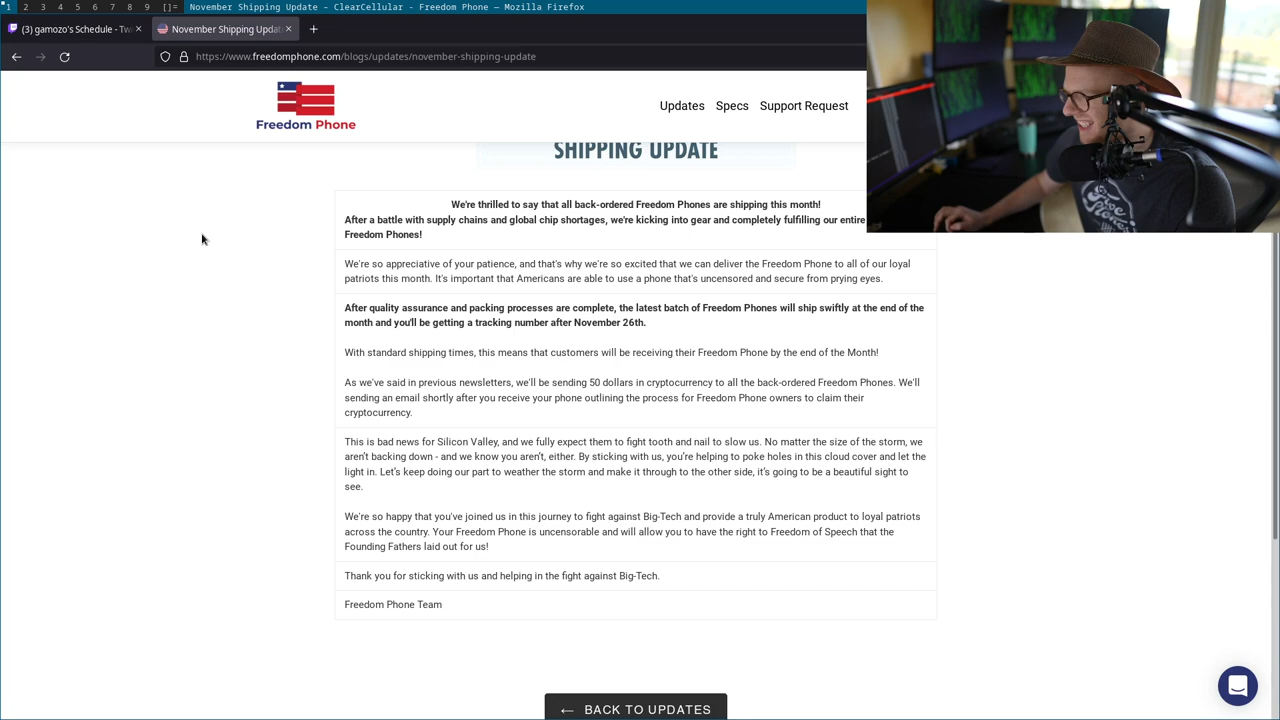 1 2 3 4 5 6 7 8 9 []= November Shipping Update - ClearCellular - Freedom Phone — Mozilla Firefox
(3) gamozo's Schedule - Tw
November Shipping Updat
https://www.freedomphone.com/blogs/updates/november-shipping-update
Freedom Phone
Updates Specs Support Request
SHIPPING UPDATE
We're thrilled to say that all back-ordered Freedom Phones are shipping this month!
After a battle with supply chains and global chip shortages, we're kicking into gear and completely fulfilling our entire
Freedom Phones!
We're so appreciative of your patience, and that's why we're so excited that we can deliver the Freedom Phone to all of our loyal
patriots this month. It's important that Americans are able to use a phone that's uncensored and secure from prying eyes.
After quality assurance and packing processes are complete, the latest batch of Freedom Phones will ship swiftly at the end of the
month and you'll be getting a tracking number after November 26th.
With standard shipping times, this means that customers will be receiving their Freedom Phone by the end of the Month!
As we've said in previous newsletters, we'll be sending 50 dollars in cryptocurrency to all the back-ordered Freedom Phones. We'll
sending an email shortly after you receive your phone outlining the process for Freedom Phone owners to claim their
cryptocurrency.
This is bad news for Silicon Valley, and we fully expect them to fight tooth and nail to slow us. No matter the size of the storm, we
aren’t backing down - and we know you aren’t, either. By sticking with us, you’re helping to poke holes in this cloud cover and let the
light in. Let’s keep doing our part to weather the storm and make it through to the other side, it’s going to be a beautiful sight to
see.
We're so happy that you've joined us in this journey to fight against Big-Tech and provide a truly American product to loyal patriots
across the country. Your Freedom Phone is uncensorable and will allow you to have the right to Freedom of Speech that the
Founding Fathers laid out for us!
Thank you for sticking with us and helping in the fight against Big-Tech.
Freedom Phone Team
← BACK TO UPDATES